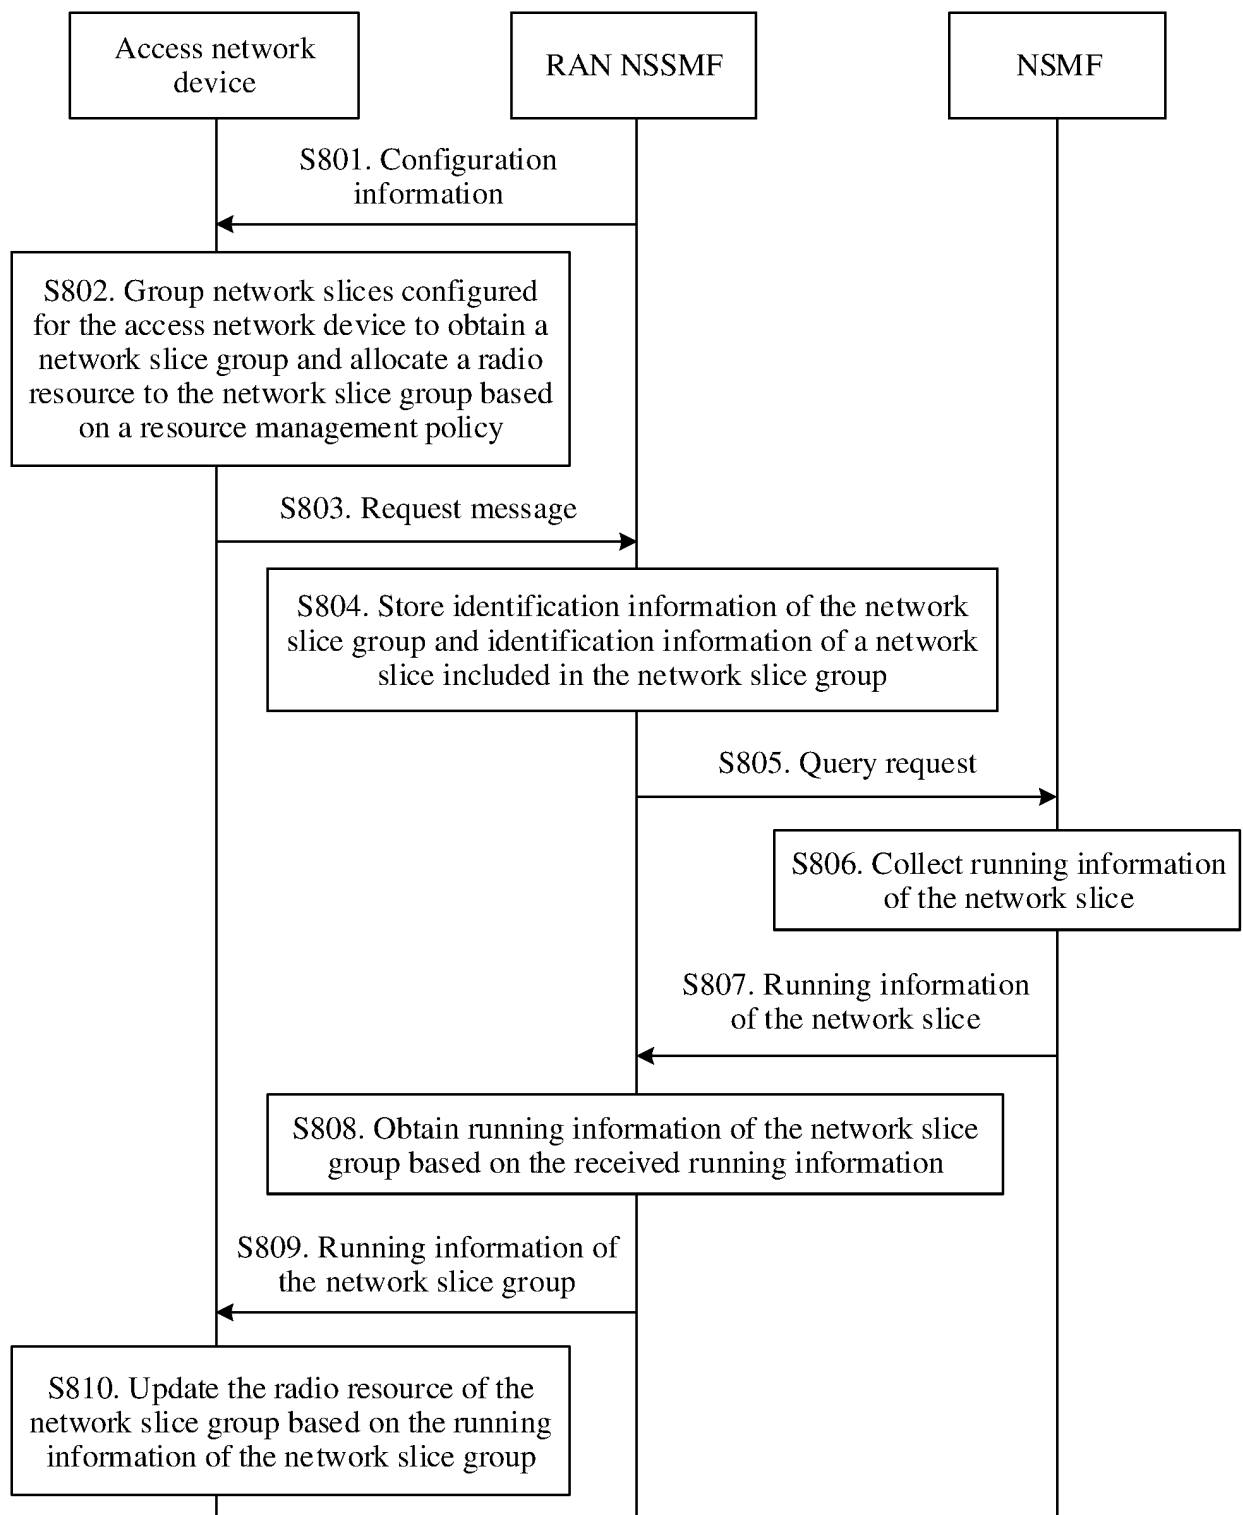 Access network
device
RAN NSSMF
NSMF
S801. Configuration
information
S802. Group network slices configured
for the access network device to obtain a
network slice group and allocate a radio
resource to the network slice group based
on a resource management policy
S803. Request message
S804. Store identification information of the network
slice group and identification information of a network
slice included in the network slice group
S805. Query request
S806. Collect running information
of the network slice
S807. Running information
of the network slice
S808. Obtain running information of the network slice
group based on the received running information
S809. Running information of
the network slice group
S810. Update the radio resource of the
network slice group based on the running
information of the network slice group